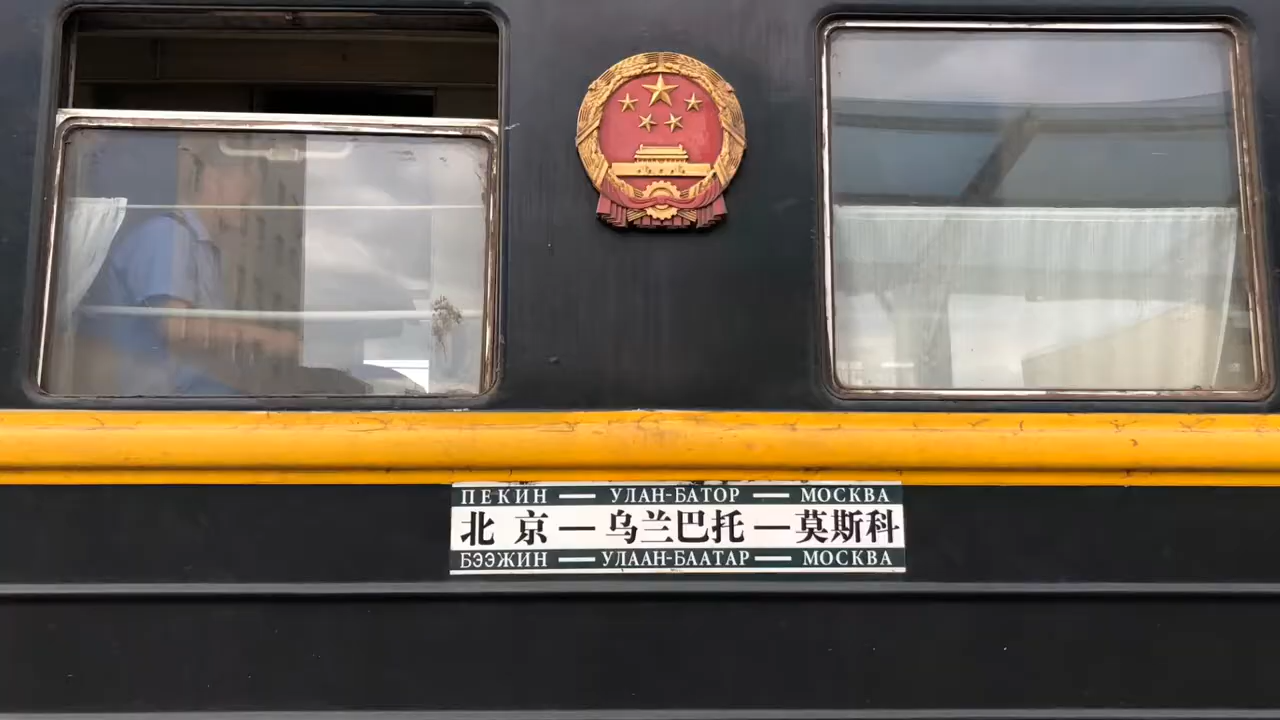 ПЕКИН — УЛАН-БАТОР — МОСКВА
北京 — 乌兰巴托 — 莫斯科
БЭЭЖИН — УЛААН-БААТАР — МОСКВА